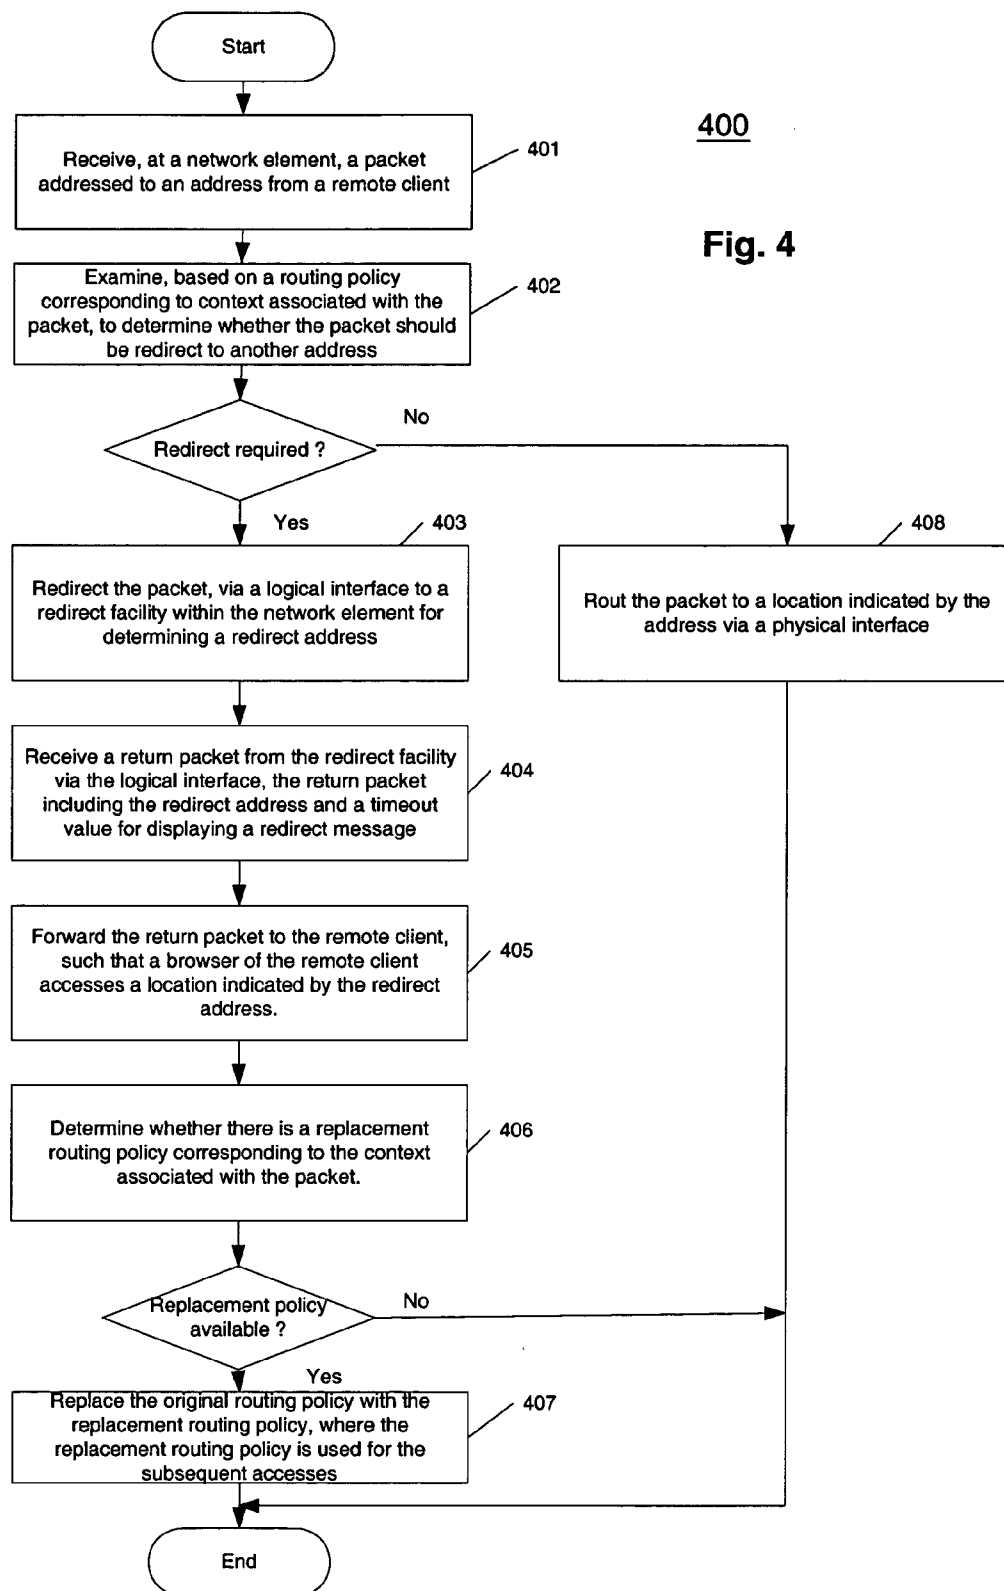 Start
400
Fig. 4
Receive, at a network element, a packet
addressed to an address from a remote client
401
Examine, based on a routing policy
corresponding to context associated with the
packet, to determine whether the packet should
be redirect to another address
402
Redirect required ?
No
Yes
403
408
Redirect the packet, via a logical interface to a
redirect facility within the network element for
determining a redirect address
Rout the packet to a location indicated by the
address via a physical interface
Receive a return packet from the redirect facility
via the logical interface, the return packet
including the redirect address and a timeout
value for displaying a redirect message
404
Forward the return packet to the remote client,
such that a browser of the remote client
accesses a location indicated by the redirect
address.
405
Determine whether there is a replacement
routing policy corresponding to the context
associated with the packet.
406
Replacement policy
available ?
No
Yes
Replace the original routing policy with the
replacement routing policy, where the
replacement routing policy is used for the
subsequent accesses
407
End